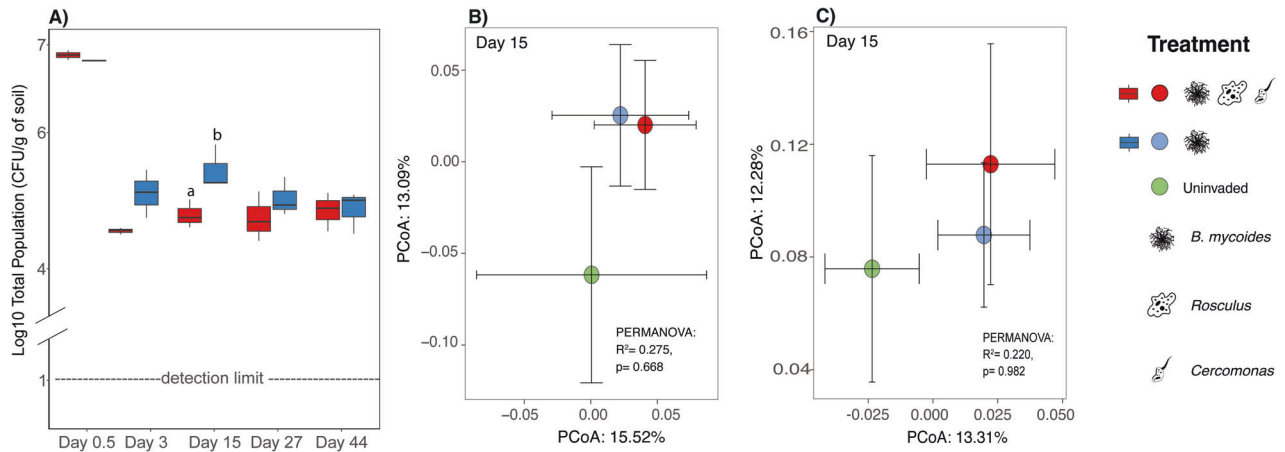 A)
Log10 Total Population (CFU/g of soil)
7
6
4
1
a
b
detection limit
Day 0.5
Day 3
Day 15
Day 27
Day 44
B)
Day 15
PCoA: 13.09%
0.05
0.00
−0.05
−0.10
PERMANOVA:
R²= 0.275,
p= 0.668
−0.05
0.00
0.05
PCoA: 15.52%
C)
Day 15
PCoA: 12.28%
0.16
0.12
0.08
0.04
PERMANOVA:
R²= 0.220,
p= 0.982
-0.025
0.000
0.025
0.050
PCoA: 13.31%
Treatment
Uninvaded
B. mycoides
Rosculus
Cercomonas